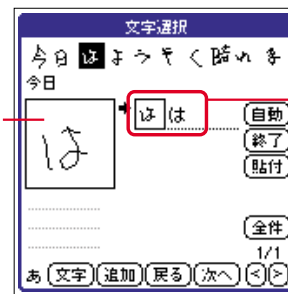 文字選択
今日はようそく晴れま
今日
は
は は
自動
終了
貼付
全件
1/1
あ 文字 追加 戻る 次へ < >